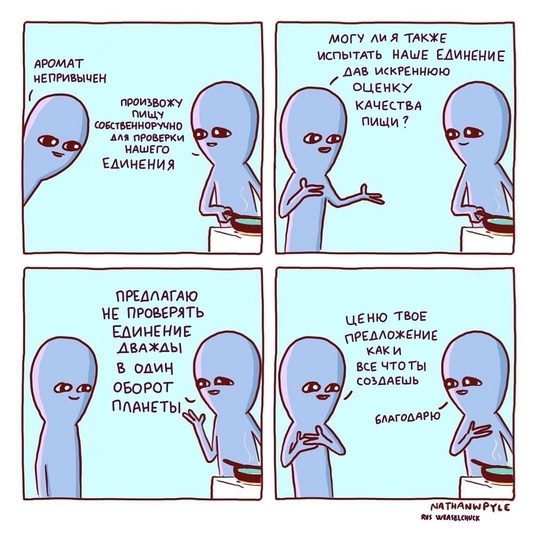 АРОМАТ
НЕПРИВЫЧЕН
ПРОИЗВОЖУ
ПИЩУ
СОБСТВЕННОРУЧНО
ДЛЯ ПРОВЕРКИ
НАШЕГО
ЕДИНЕНИЯ
МОГУ ЛИ Я ТАКЖЕ
ИСПЫТАТЬ НАШЕ ЕДИНЕНИЕ
ДАВ ИСКРЕННЮЮ
ОЦЕНКУ
КАЧЕСТВА
ПИЩИ?
ПРЕДЛАГАЮ
НЕ ПРОВЕРЯТЬ
ЕДИНЕНИЕ
ДВАЖДЫ
В ОДИН
ОБОРОТ
ПЛАНЕТЫ
ЦЕНЮ ТВОЕ
ПРЕДЛОЖЕНИЕ
КАК И
ВСЕ ЧТО ТЫ
СОЗДАЕШЬ
БЛАГОДАРЮ
NATHANWPYLE
RUS WEASELCHUCK